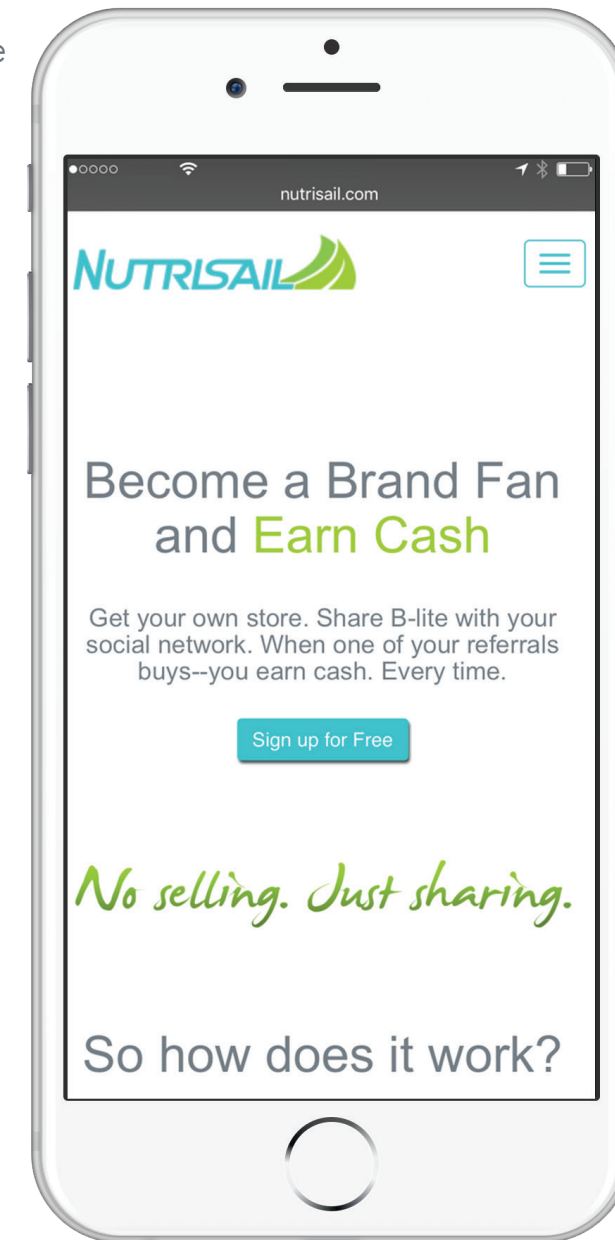 e
nutrisail.com
NUTRISAIL
Become a Brand Fan
and Earn Cash
Get your own store. Share B-lite with your
social network. When one of your referrals
buys--you earn cash. Every time.
Sign up for Free
No selling. Just sharing.
So how does it work?